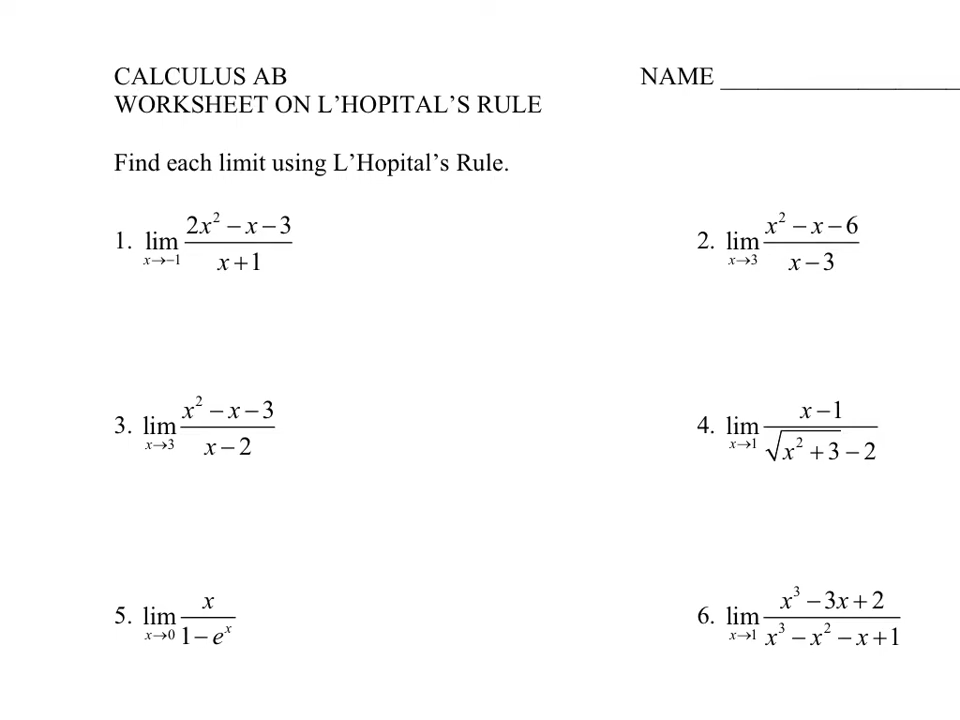 CALCULUS AB
NAME ____________________
WORKSHEET ON L’HOPITAL’S RULE
Find each limit using L’Hopital’s Rule.
1. lim_{x→−1} (2x² − x − 3)/(x + 1)
2. lim_{x→3} (x² − x − 6)/(x − 3)
3. lim_{x→3} (x² − x − 3)/(x − 2)
4. lim_{x→1} (x − 1)/(√(x² + 3) − 2)
5. lim_{x→0} x/(1 − eˣ)
6. lim_{x→1} (x³ − 3x + 2)/(x³ − x² − x + 1)